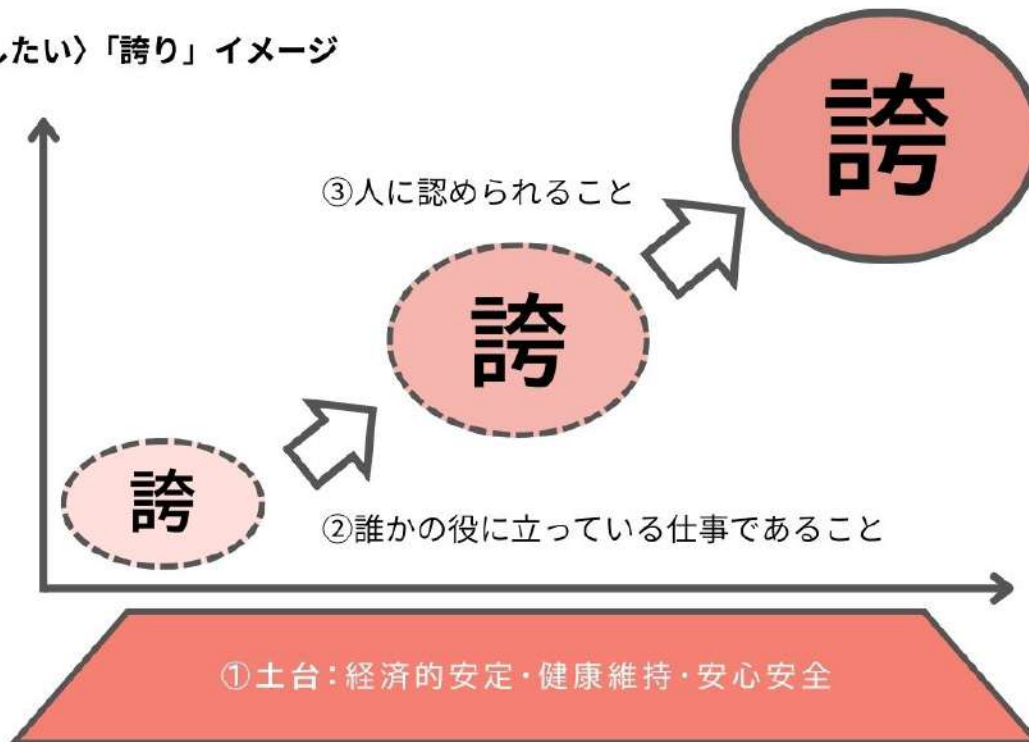 したい〉「誇り」イメージ
誇
③人に認められること
誇
誇
②誰かの役に立っている仕事であること
①土台：経済的安定・健康維持・安心安全